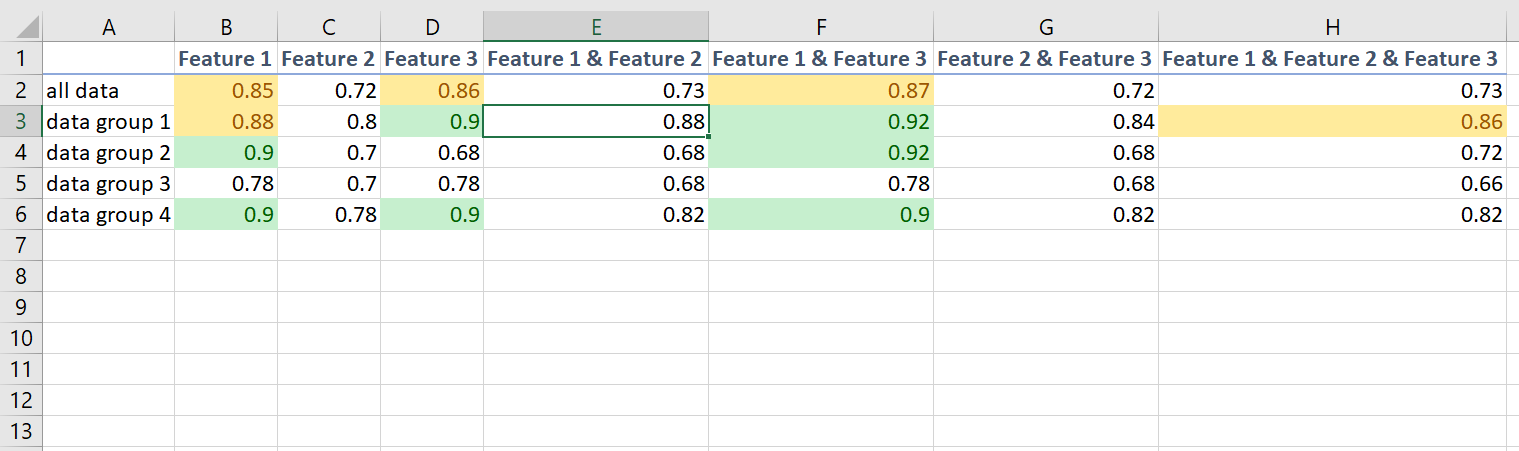 A B C D E F G H
1 Feature 1 Feature 2 Feature 3 Feature 1 & Feature 2 Feature 1 & Feature 3 Feature 2 & Feature 3 Feature 1 & Feature 2 & Feature 3
2 all data 0.85 0.72 0.86 0.73 0.87 0.72 0.73
3 data group 1 0.88 0.8 0.9 0.88 0.92 0.84 0.86
4 data group 2 0.9 0.7 0.68 0.68 0.92 0.68 0.72
5 data group 3 0.78 0.7 0.78 0.68 0.78 0.68 0.66
6 data group 4 0.9 0.78 0.9 0.82 0.9 0.82 0.82
7
8
9
10
11
12
13